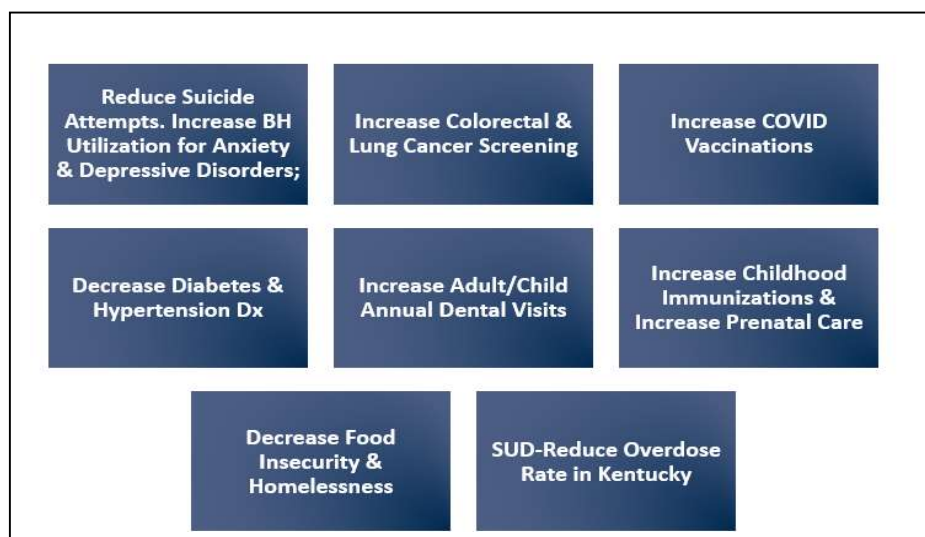 Reduce Suicide
Attempts. Increase BH
Utilization for Anxiety
& Depressive Disorders;
Increase Colorectal &
Lung Cancer Screening
Increase COVID
Vaccinations
Decrease Diabetes &
Hypertension Dx
Increase Adult/Child
Annual Dental Visits
Increase Childhood
Immunizations &
Increase Prenatal Care
Decrease Food
Insecurity &
Homelessness
SUD-Reduce Overdose
Rate in Kentucky